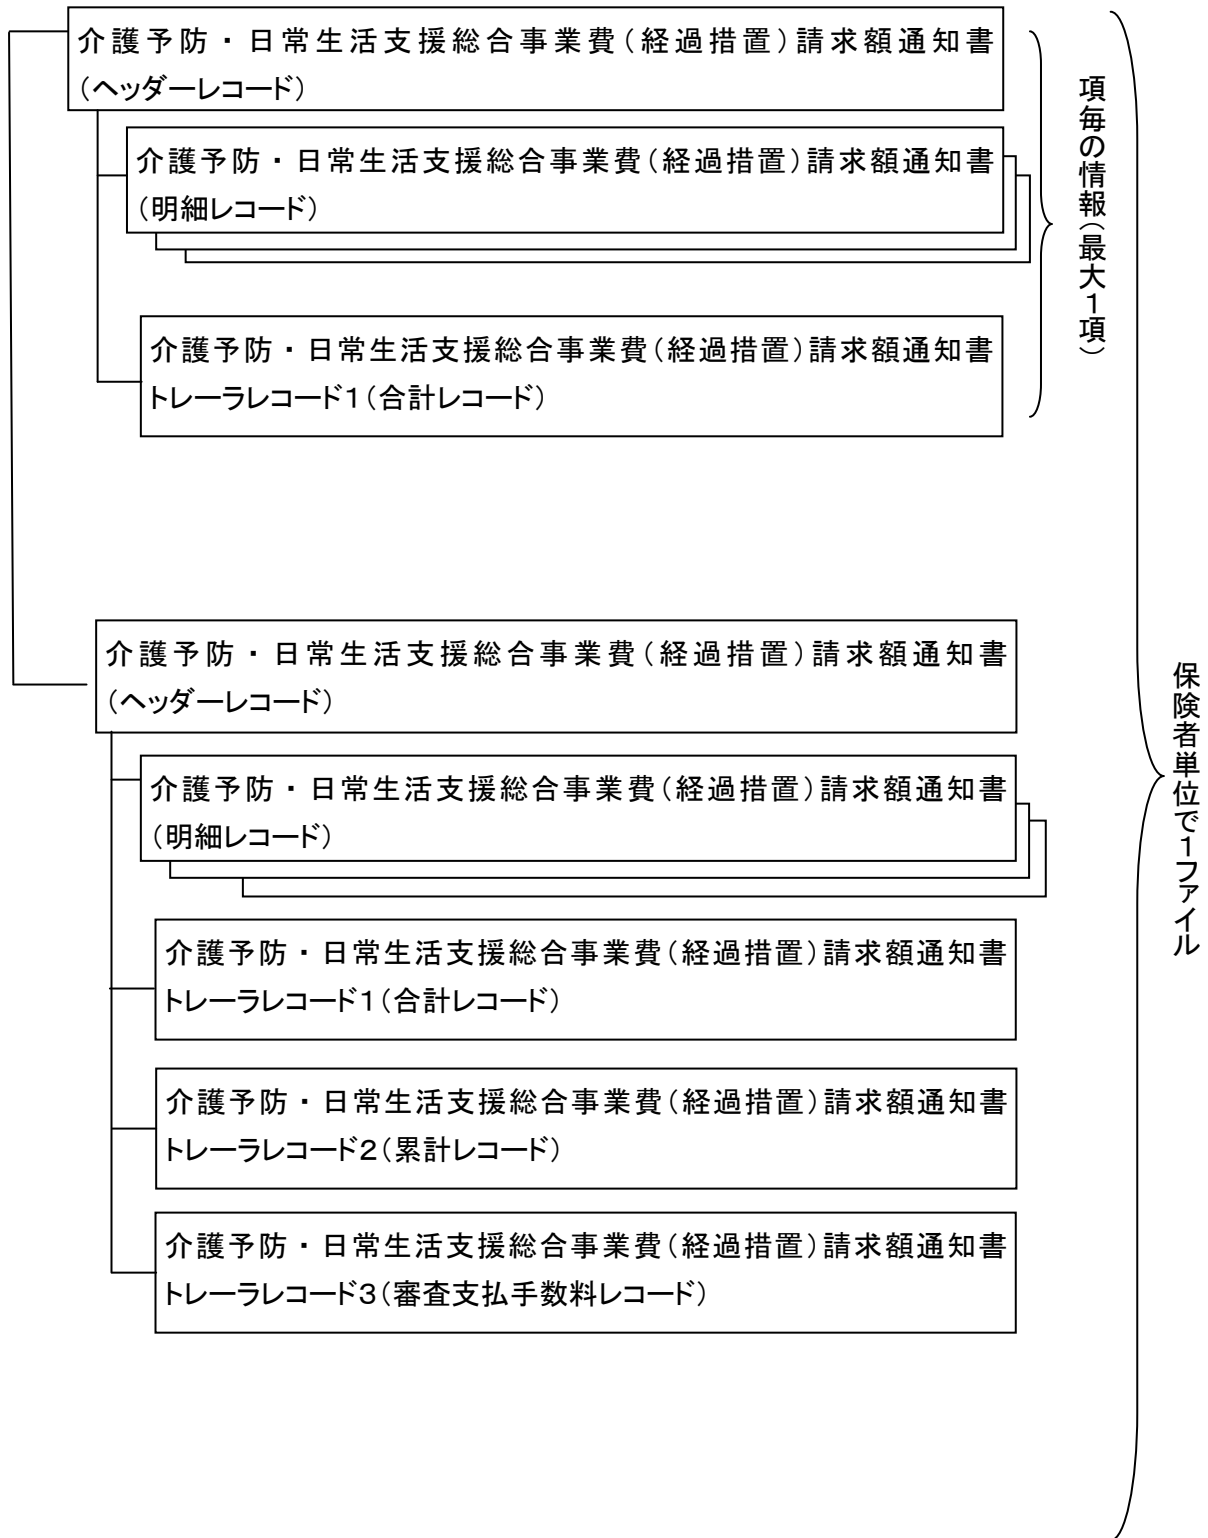 介護予防・日常生活支援総合事業費（経過措置）請求額通知書
（ヘッダーレコード）
介護予防・日常生活支援総合事業費（経過措置）請求額通知書
（明細レコード）
介護予防・日常生活支援総合事業費（経過措置）請求額通知書
トレーラレコード１（合計レコード）
項毎の情報（最大１項）
介護予防・日常生活支援総合事業費（経過措置）請求額通知書
（ヘッダーレコード）
介護予防・日常生活支援総合事業費（経過措置）請求額通知書
（明細レコード）
介護予防・日常生活支援総合事業費（経過措置）請求額通知書
トレーラレコード１（合計レコード）
介護予防・日常生活支援総合事業費（経過措置）請求額通知書
トレーラレコード２（累計レコード）
介護予防・日常生活支援総合事業費（経過措置）請求額通知書
トレーラレコード３（審査支払手数料レコード）
保険者単位で１ファイル